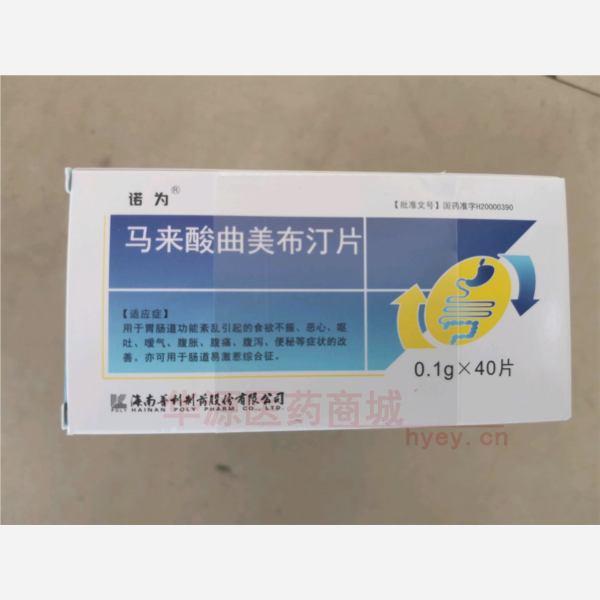 诺为®
【批准文号】国药准字H20000390
马来酸曲美布汀片
【适应症】
用于胃肠道功能紊乱引起的食欲不振、恶心、呕
吐、嗳气、腹胀、腹痛、腹泻、便秘等症状的改
善。亦可用于肠道易激惹综合征。
0.1g×40片
POLY
海南普利制药股份有限公司
HAINAN POLY PHARM. CO., LTD
华源医药商城
hyey.cn